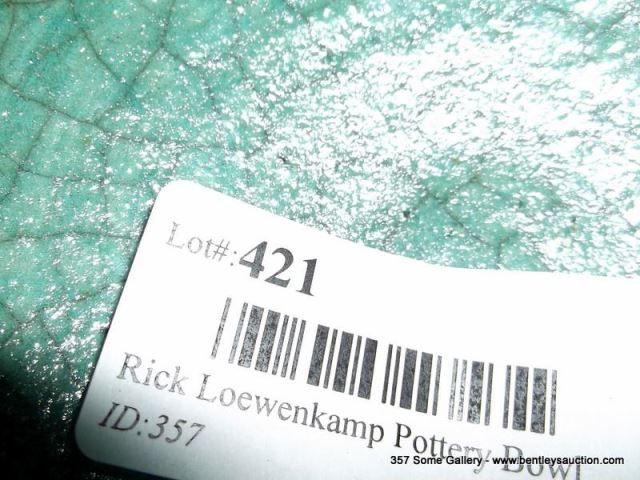 Lot#:421
Rick Loewenkamp Pottery Bowl
ID:357
357 Some Gallery - www.bentleysauction.com